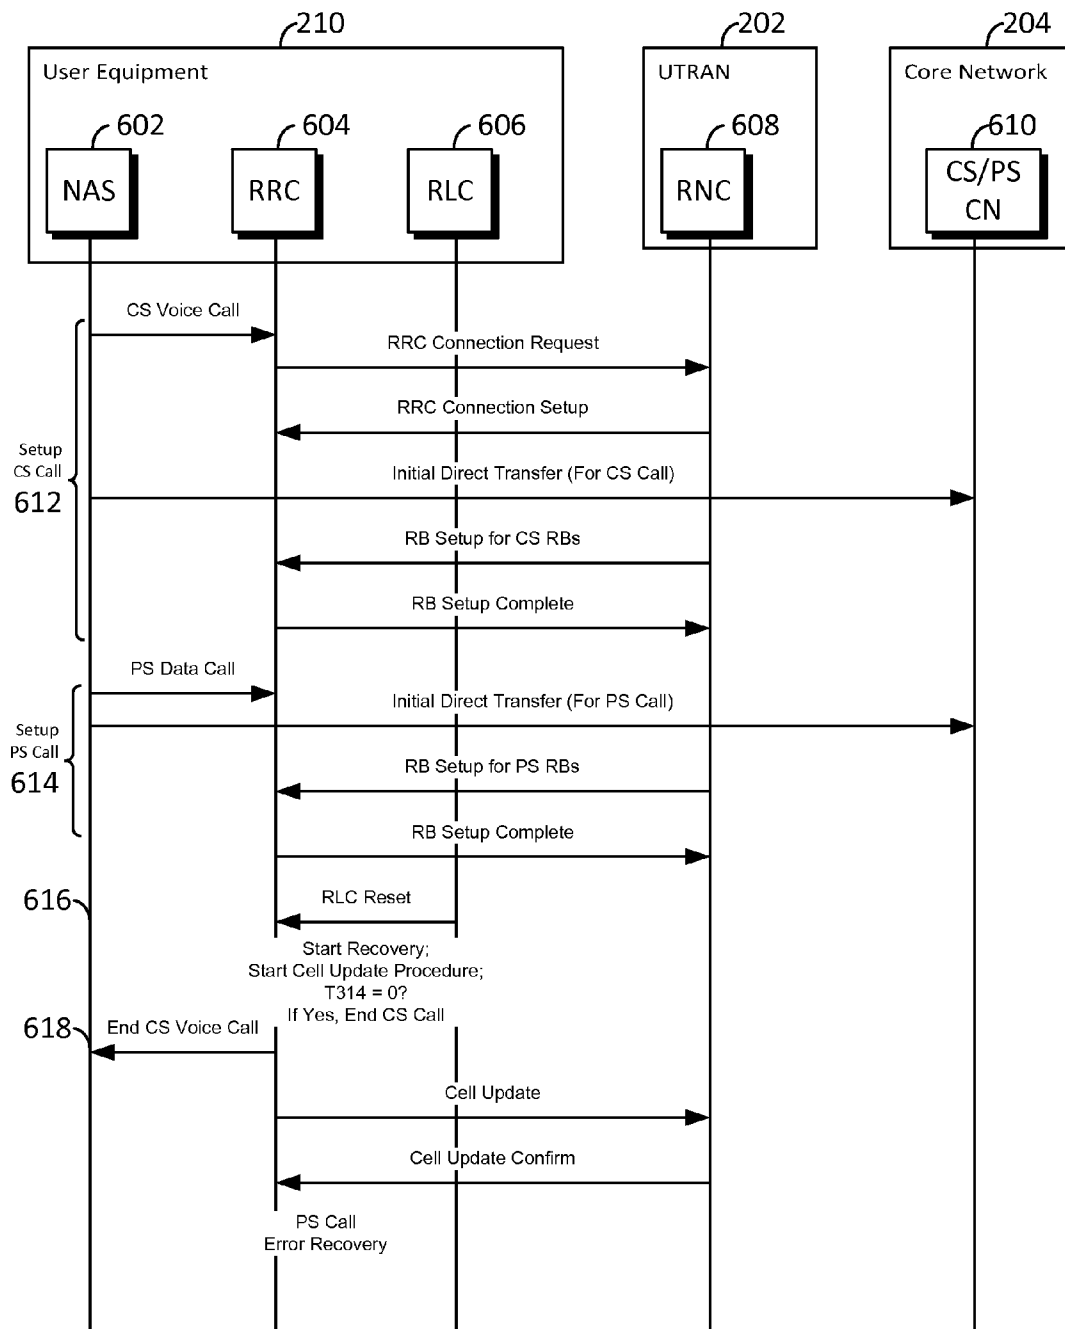 210
202
204
User Equipment
UTRAN
Core Network
602
604
606
608
610
NAS
RRC
RLC
RNC
CS/PS
CN
CS Voice Call
RRC Connection Request
RRC Connection Setup
Setup
CS Call
612
Initial Direct Transfer (For CS Call)
RB Setup for CS RBs
RB Setup Complete
PS Data Call
Initial Direct Transfer (For PS Call)
Setup
PS Call
614
RB Setup for PS RBs
RB Setup Complete
616
RLC Reset
Start Recovery;
Start Cell Update Procedure;
T314 = 0?
If Yes, End CS Call
618
End CS Voice Call
Cell Update
Cell Update Confirm
PS Call
Error Recovery